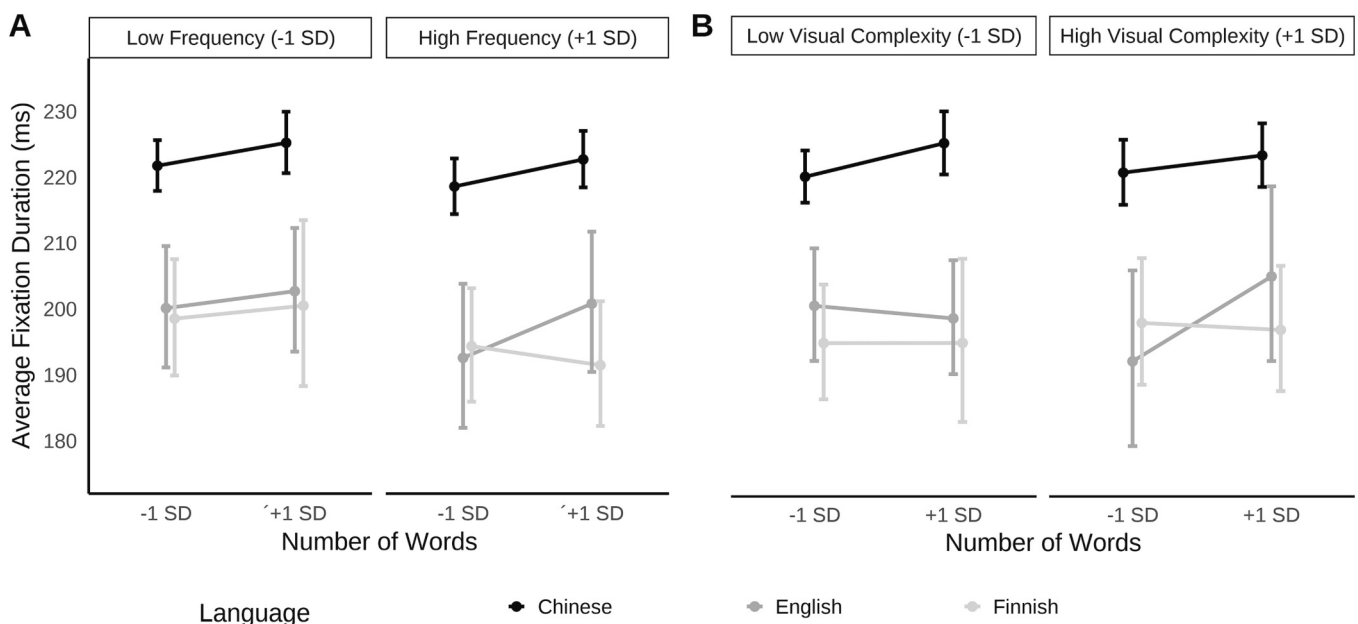 A
Low Frequency (-1 SD)
High Frequency (+1 SD)
B
Low Visual Complexity (-1 SD)
High Visual Complexity (+1 SD)
Average Fixation Duration (ms)
230
220
210
200
190
180
-1 SD
´+1 SD
-1 SD
´+1 SD
-1 SD
+1 SD
-1 SD
+1 SD
Number of Words
Number of Words
Language
Chinese
English
Finnish